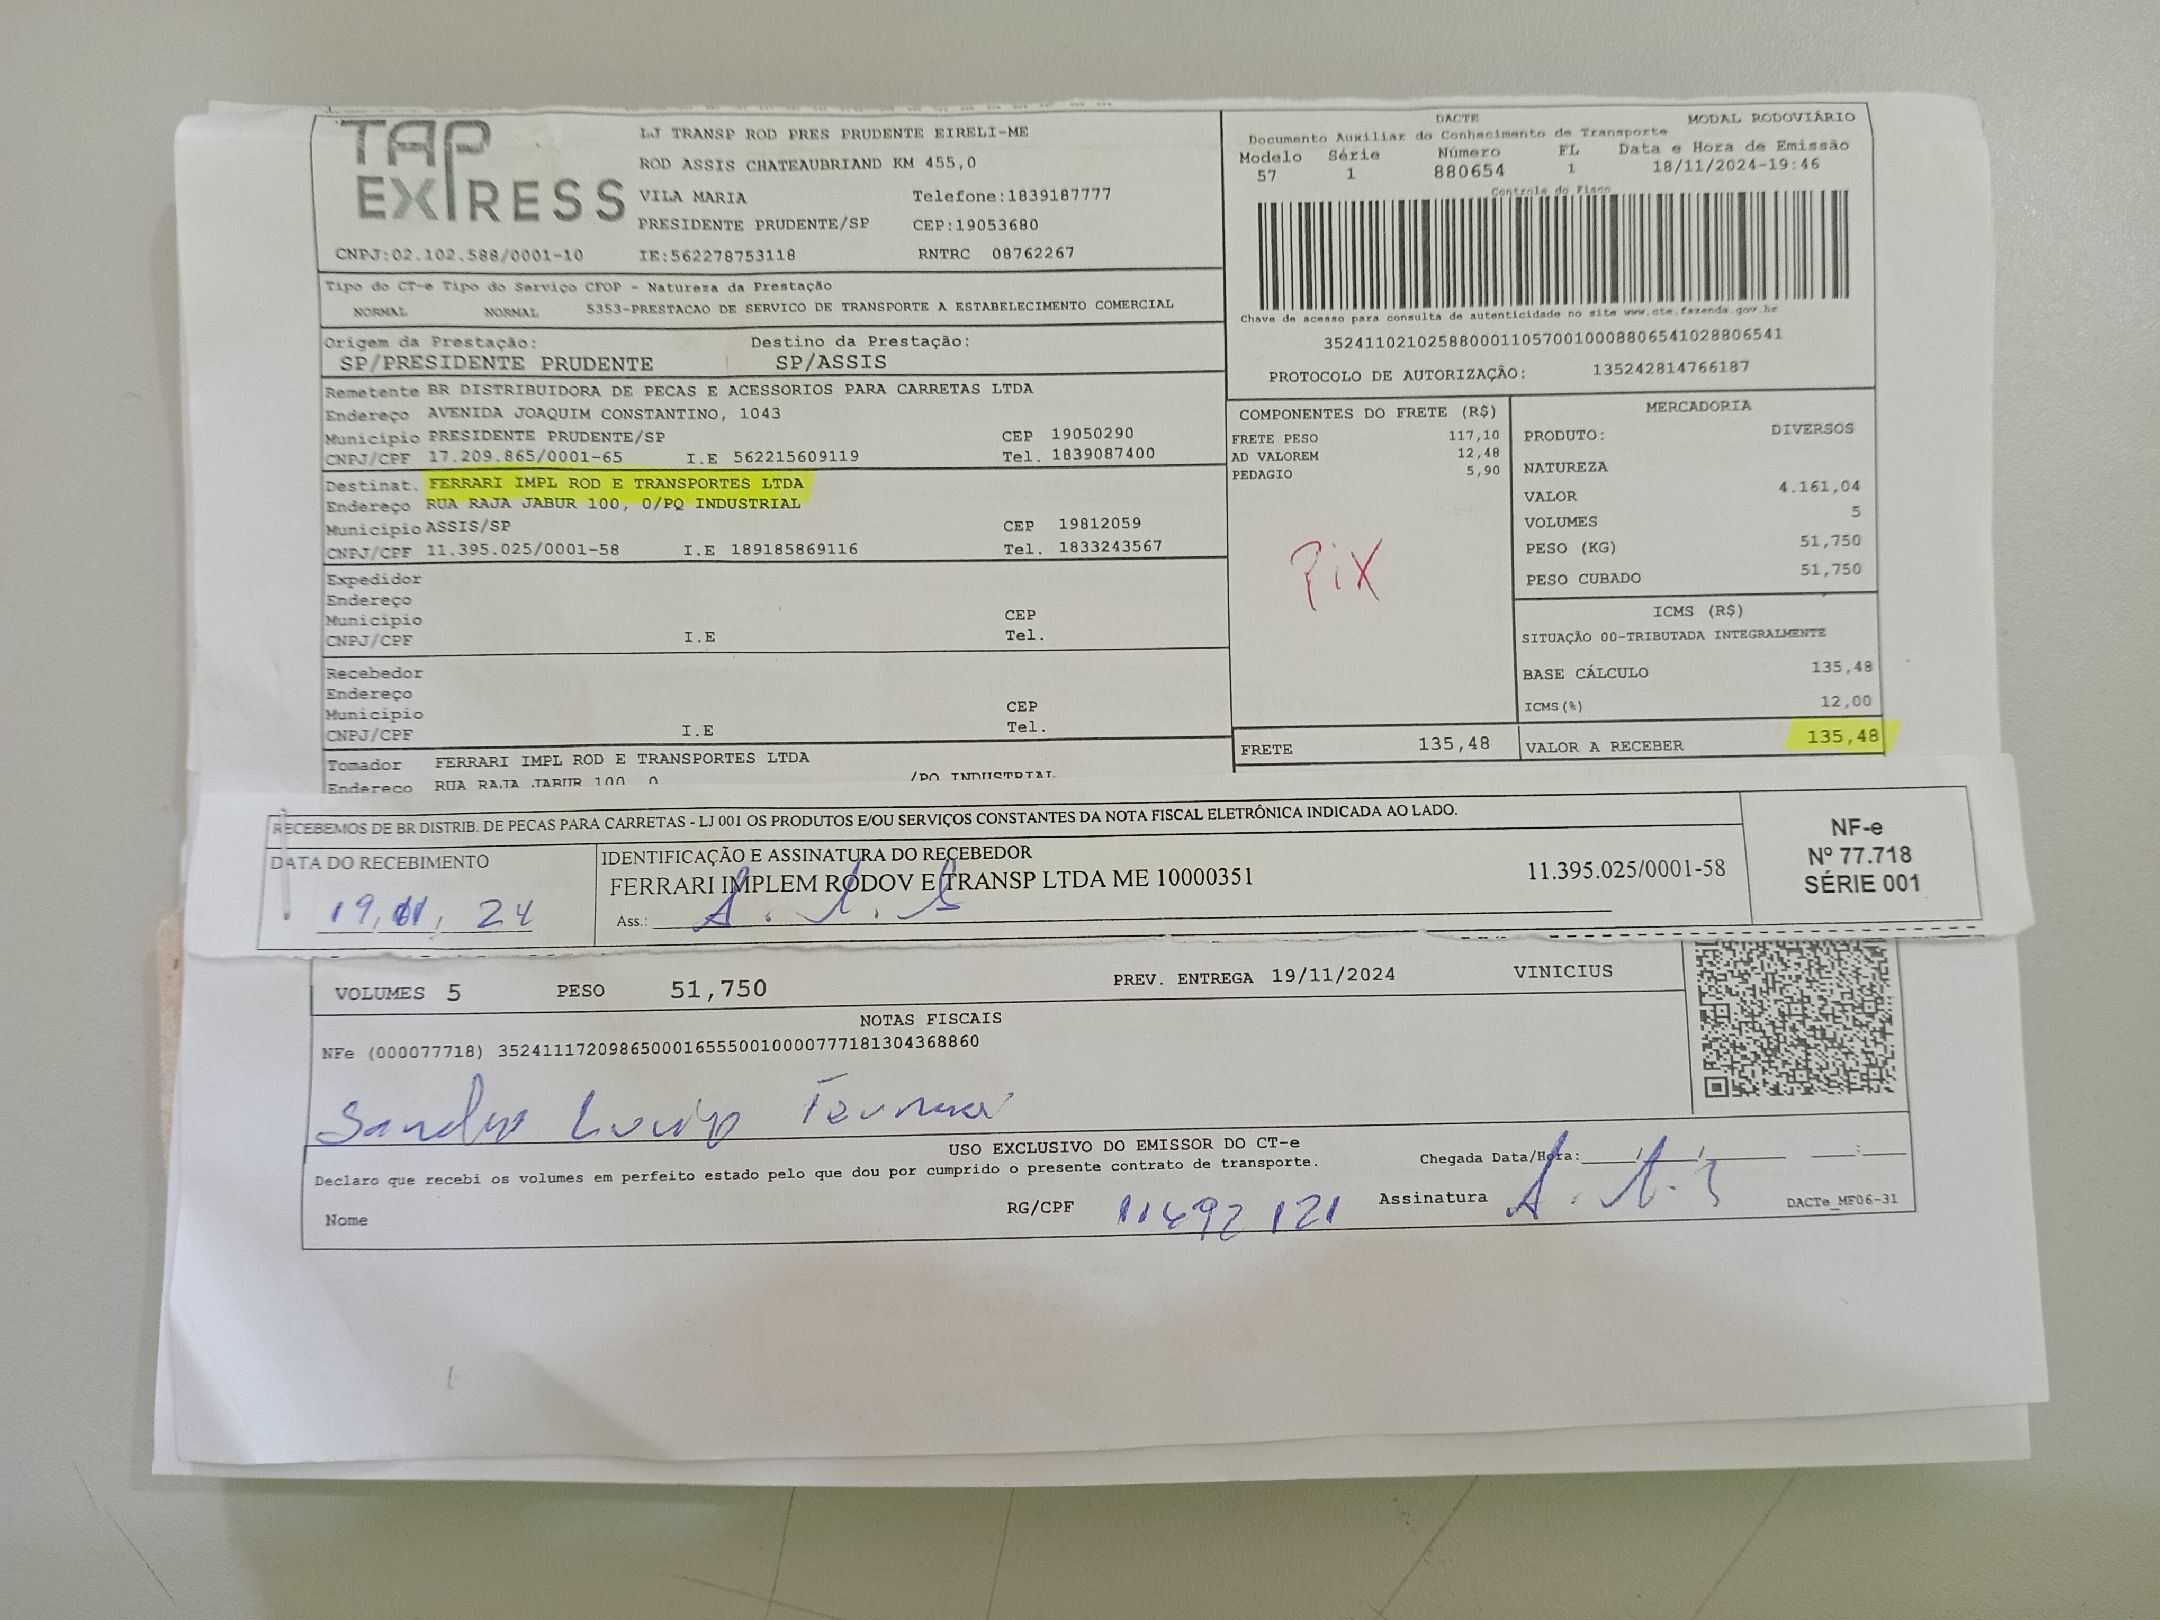 TAP EXPRESS
LJ TRANSP ROD PRES PRUDENTE EIRELI-ME
ROD ASSIS CHATEAUBRIAND KM 455,0
VILA MARIA Telefone:1839187777
PRESIDENTE PRUDENTE/SP CEP:19053680
CNPJ:02.102.588/0001-10 IE:562278753118 RNTRC 08762267
DACTE MODAL RODOVIÁRIO
Documento Auxiliar do Conhecimento de Transporte
Modelo Série Número FL Data e Hora de Emissão
57 1 880654 1 18/11/2024-19:46
Controle do Fisco
Chave de acesso para consulta de autenticidade no site www.cte.fazenda.gov.br
35241102102588000110570010008806541028806541
PROTOCOLO DE AUTORIZAÇÃO: 135242814766187
Tipo do CT-e Tipo do Serviço CFOP - Natureza da Prestação
NORMAL NORMAL 5353-PRESTACAO DE SERVICO DE TRANSPORTE A ESTABELECIMENTO COMERCIAL
Origem da Prestação: Destino da Prestação:
SP/PRESIDENTE PRUDENTE SP/ASSIS
Remetente BR DISTRIBUIDORA DE PECAS E ACESSORIOS PARA CARRETAS LTDA
Endereço AVENIDA JOAQUIM CONSTANTINO, 1043
Município PRESIDENTE PRUDENTE/SP CEP 19050290
CNPJ/CPF 17.209.865/0001-65 I.E 562215609119 Tel. 1839087400
Destinat. FERRARI IMPL ROD E TRANSPORTES LTDA
Endereço RUA RAJA JABUR 100, 0/PQ INDUSTRIAL
Município ASSIS/SP CEP 19812059
CNPJ/CPF 11.395.025/0001-58 I.E 189185869116 Tel. 1833243567
Expedidor
Endereço
Município CEP
CNPJ/CPF I.E Tel.
Recebedor
Endereço
Município CEP
CNPJ/CPF I.E Tel.
Tomador FERRARI IMPL ROD E TRANSPORTES LTDA
Endereço RUA RAJA JABUR 100, 0 /PQ INDUSTRIAL
COMPONENTES DO FRETE (R$)
FRETE PESO 117,10
AD VALOREM 12,48
PEDAGIO 5,90
PIX
FRETE 135,48
MERCADORIA
PRODUTO: DIVERSOS
NATUREZA
VALOR 4.161,04
VOLUMES 5
PESO (KG) 51,750
PESO CUBADO 51,750
ICMS (R$)
SITUAÇÃO 00-TRIBUTADA INTEGRALMENTE
BASE CÁLCULO 135,48
ICMS(%) 12,00
VALOR A RECEBER 135,48
RECEBEMOS DE BR DISTRIB. DE PECAS PARA CARRETAS - LJ 001 OS PRODUTOS E/OU SERVIÇOS CONSTANTES DA NOTA FISCAL ELETRÔNICA INDICADA AO LADO.
DATA DO RECEBIMENTO
19,11,24
IDENTIFICAÇÃO E ASSINATURA DO RECEBEDOR
FERRARI IMPLEM RODOV E TRANSP LTDA ME 10000351 11.395.025/0001-58
Ass.:
NF-e
Nº 77.718
SÉRIE 001
VOLUMES 5 PESO 51,750 PREV. ENTREGA 19/11/2024 VINICIUS
NOTAS FISCAIS
NFe (000077718) 35241117209865000165550010000777181304368860
USO EXCLUSIVO DO EMISSOR DO CT-e
Declaro que recebi os volumes em perfeito estado pelo que dou por cumprido o presente contrato de transporte.
Chegada Data/Hora:___/___/______ ___:___
Nome RG/CPF Assinatura DACTe_MF06-31